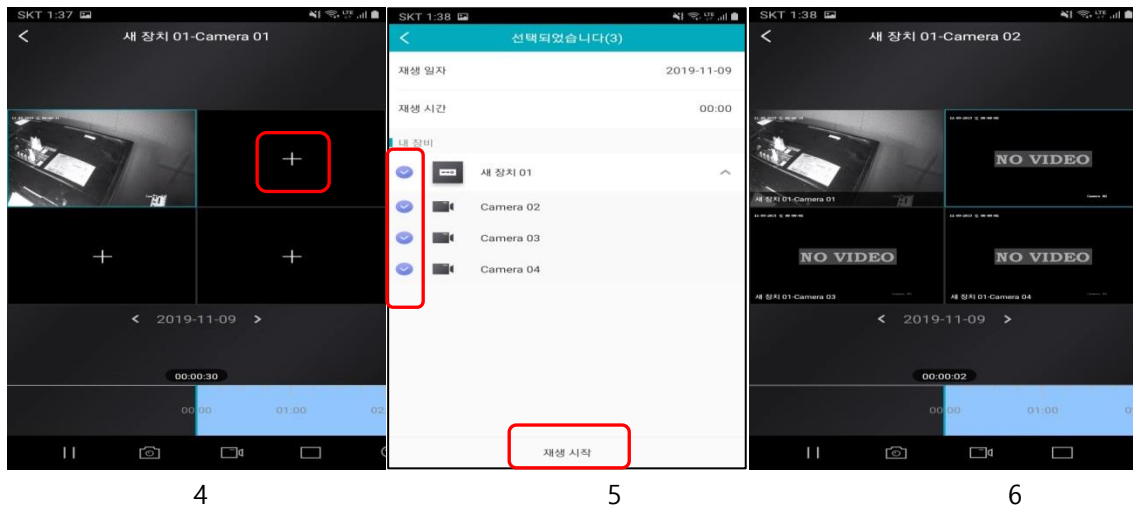 SKT 1:37
새 장치 01-Camera 01
2019-11-09
00:00:30
00:00
01:00
02
4
SKT 1:38
선택되었습니다(3)
재생 일자 2019-11-09
재생 시간 00:00
내 장비
새 장치 01
Camera 02
Camera 03
Camera 04
재생 시작
5
SKT 1:38
새 장치 01-Camera 02
NO VIDEO
새 장치 01-Camera 01
NO VIDEO
NO VIDEO
새 장치 01-Camera 03
새 장치 01-Camera 04
2019-11-09
00:00:02
00:00
01:00
6